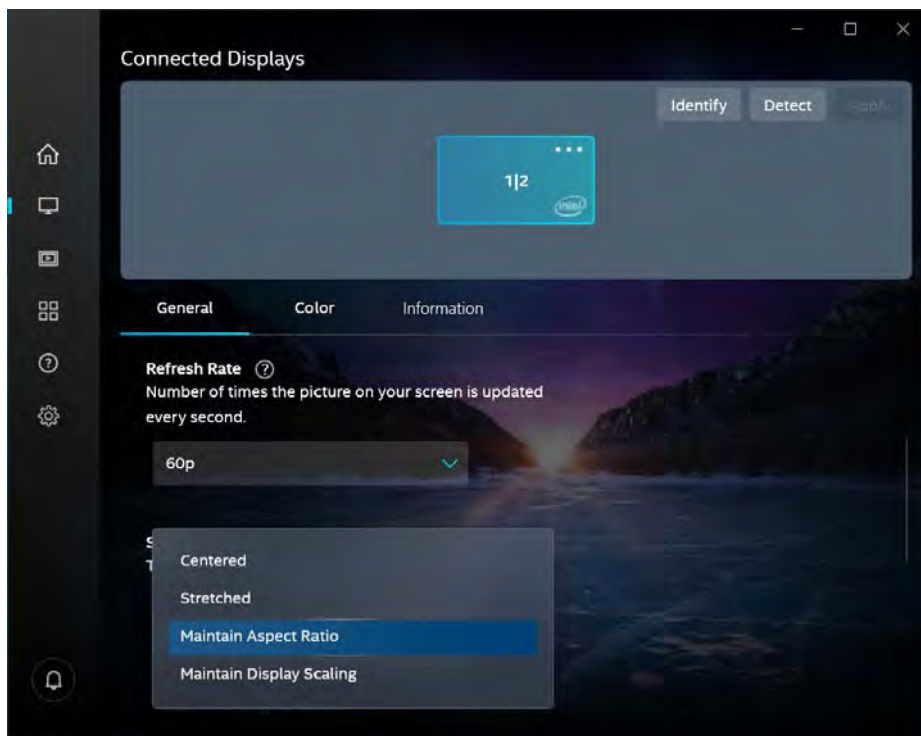 Connected Displays
Identify
Detect
Apply
1|2
intel
General
Color
Information
Refresh Rate
Number of times the picture on your screen is updated
every second.
60p
S
T
Centered
Stretched
Maintain Aspect Ratio
Maintain Display Scaling